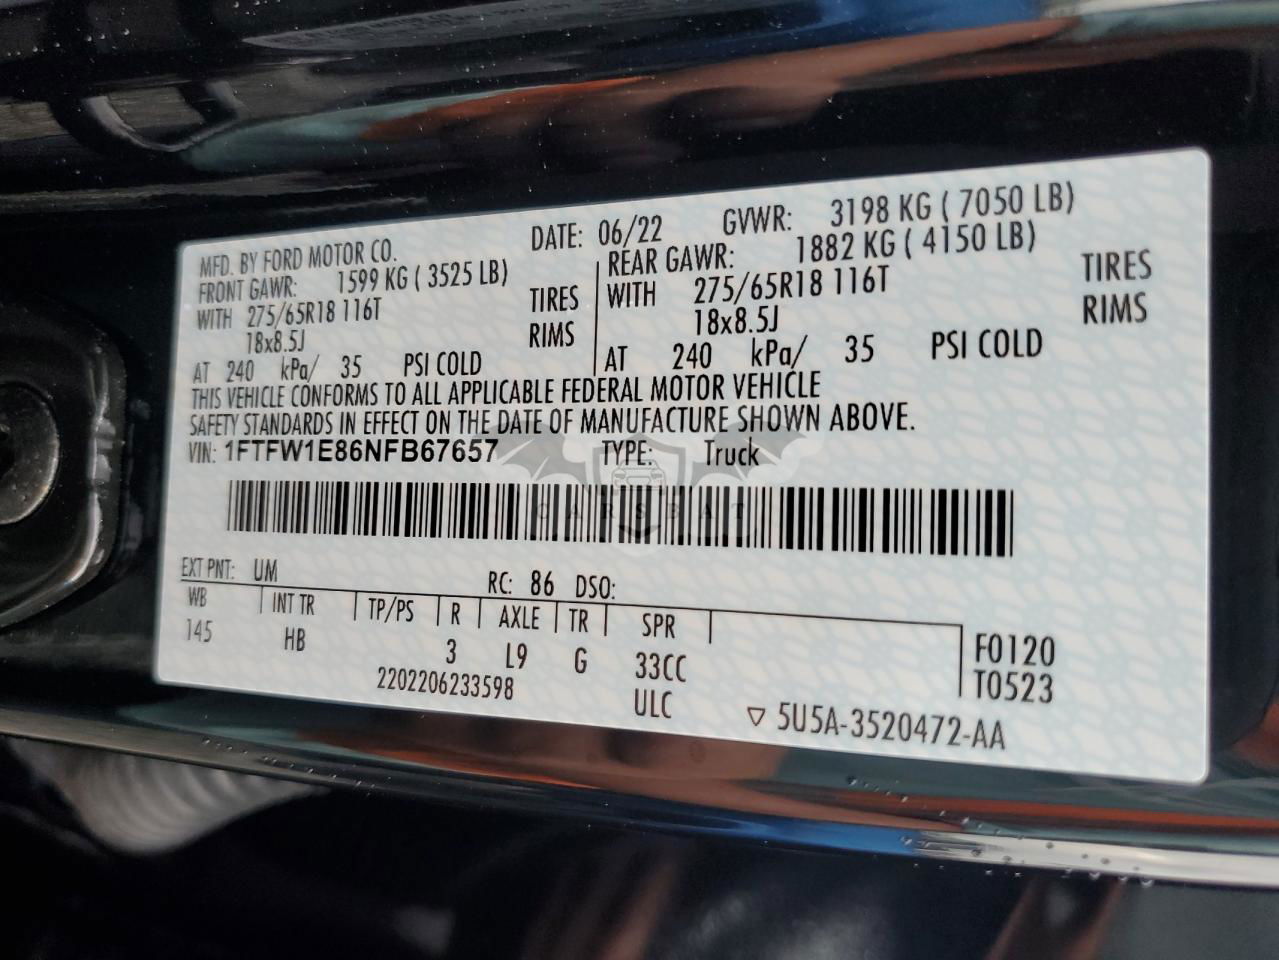 MFD. BY FORD MOTOR CO. DATE: 06/22 GVWR: 3198 KG ( 7050 LB)
FRONT GAWR: 1599 KG ( 3525 LB) REAR GAWR: 1882 KG ( 4150 LB)
WITH 275/65R18 116T TIRES WITH 275/65R18 116T TIRES
18x8.5J RIMS 18x8.5J RIMS
AT 240 kPa/ 35 PSI COLD AT 240 kPa/ 35 PSI COLD
THIS VEHICLE CONFORMS TO ALL APPLICABLE FEDERAL MOTOR VEHICLE
SAFETY STANDARDS IN EFFECT ON THE DATE OF MANUFACTURE SHOWN ABOVE.
VIN: 1FTFW1E86NFB67657 TYPE: Truck
CARSBAT
EXT PNT: UM RC: 86 DSO:
WB INT TR TP/PS R AXLE TR SPR
145 HB 3 L9 G 33CC F0120
2202206233598 ULC T0523
5U5A-3520472-AA